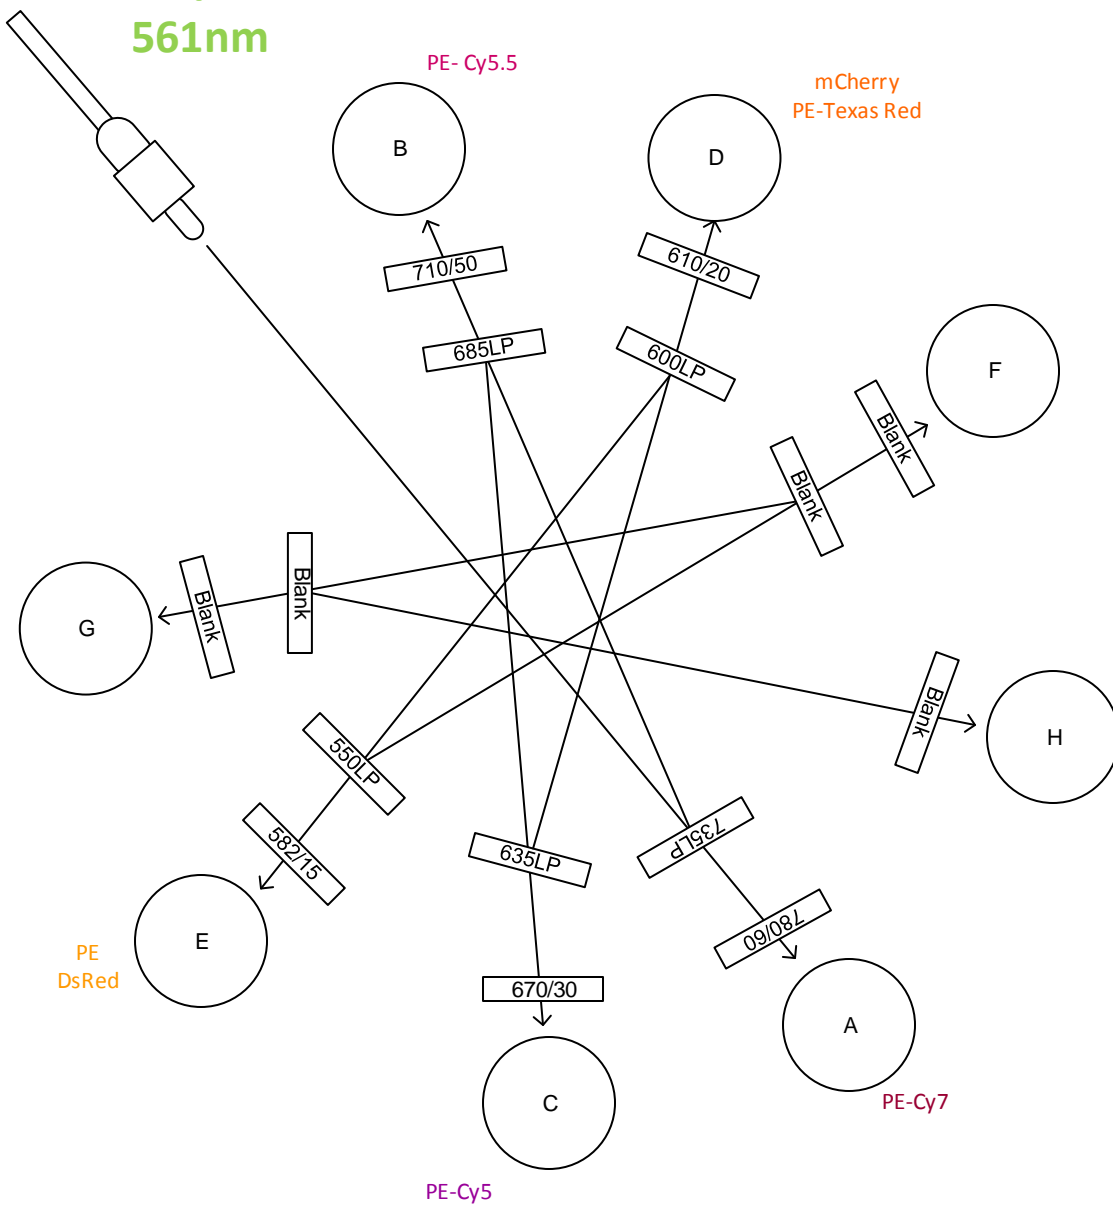 561nm
PE- Cy5.5
mCherry
PE-Texas Red
B
D
710/50
610/20
685LP
600LP
F
Blank
Blank
Blank
Blank
G
H
Blank
550LP
735LP
582/15
635LP
780/60
E
PE
DsRed
670/30
A
C
PE-Cy7
PE-Cy5